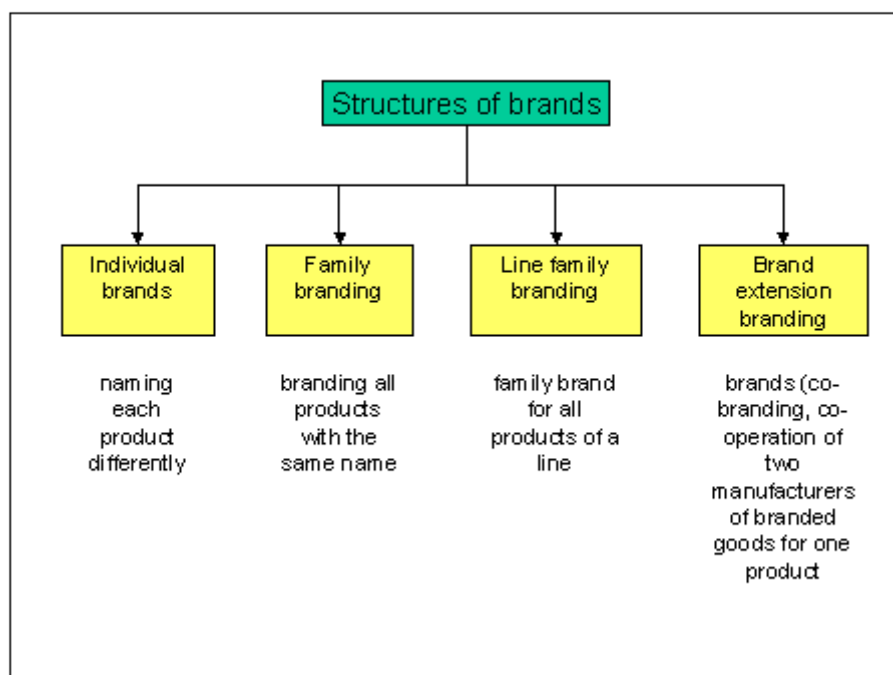 Structures of brands
Individual
brands
Family
branding
Line family
branding
Brand
extension
branding
naming
each
product
differently
branding all
products
with the
same name
family brand
for all
products of a
line
brands (co-
branding, co-
operation of
two
manufacturers
of branded
goods for one
product